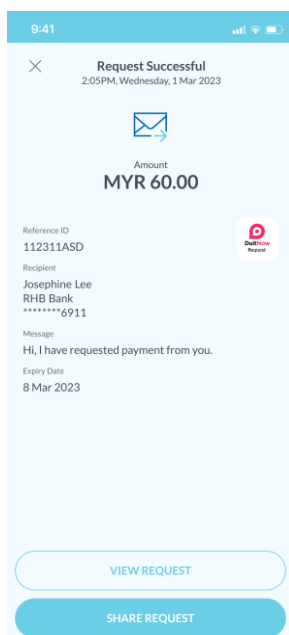 9:41
Request Successful
2:05PM, Wednesday, 1 Mar 2023
Amount
MYR 60.00
Reference ID
112311ASD
DuitNow
Request
Recipient
Josephine Lee
RHB Bank
********6911
Message
Hi, I have requested payment from you.
Expiry Date
8 Mar 2023
VIEW REQUEST
SHARE REQUEST